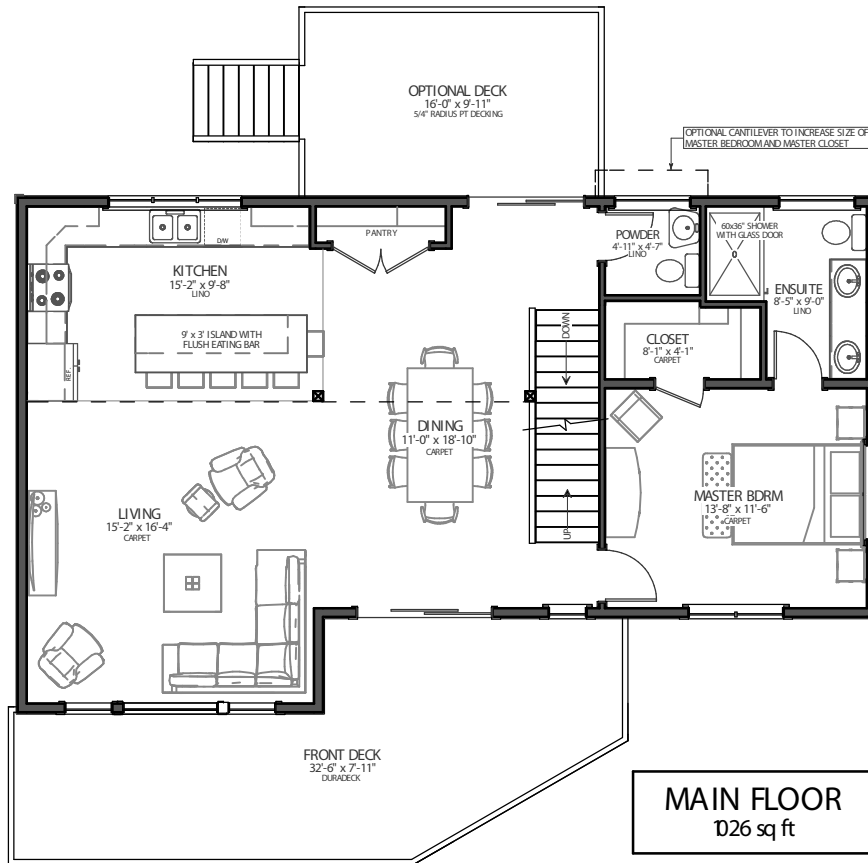 OPTIONAL DECK
16'-0" x 9'-11"
5/4" RADIUS PT DECKING
OPTIONAL CANTILEVER TO INCREASE SIZE OF
MASTER BEDROOM AND MASTER CLOSET
D/W
PANTRY
KITCHEN
15'-2" x 9'-8"
LINO
POWDER
4'-11" x 4'-7"
LINO
60x36" SHOWER
WITH GLASS DOOR
ENSUITE
8'-5" x 9'-0"
LINO
9' x 3' ISLAND WITH
FLUSH EATING BAR
REF.
DOWN
CLOSET
8'-1" x 4'-1"
CARPET
DINING
11'-0" x 18'-10"
CARPET
LIVING
15'-2" x 16'-4"
CARPET
UP
MASTER BDRM
13'-8" x 11'-6"
CARPET
FRONT DECK
32'-6" x 7'-11"
DURADECK
MAIN FLOOR
1026 sq ft